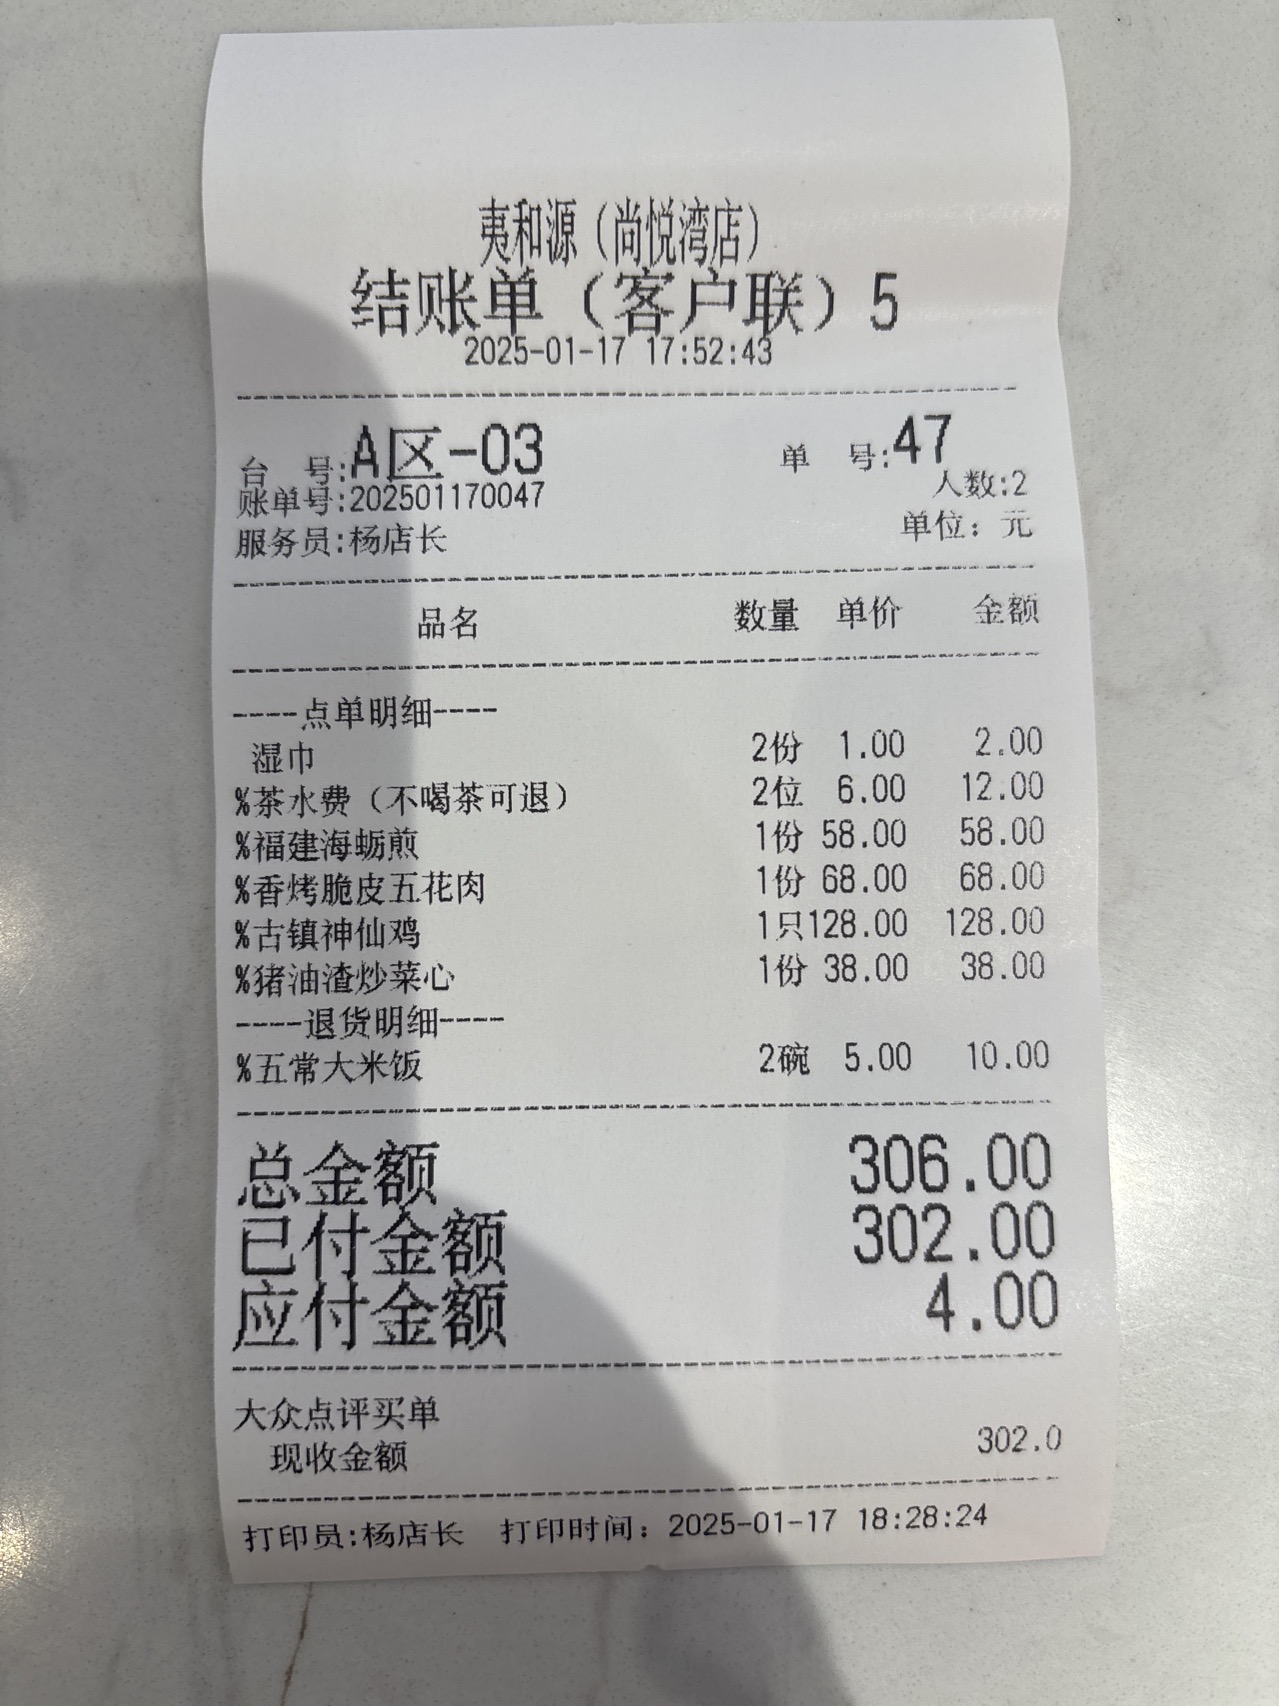 夷和源（尚悦湾店）
结账单（客户联）5
2025-01-17 17:52:43
台 号:A区-03 单 号:47
账单号:202501170047 人数:2
服务员:杨店长 单位：元
品名 数量 单价 金额
----点单明细----
湿巾 2份 1.00 2.00
%茶水费（不喝茶可退） 2位 6.00 12.00
%福建海蛎煎 1份 58.00 58.00
%香烤脆皮五花肉 1份 68.00 68.00
%古镇神仙鸡 1只128.00 128.00
%猪油渣炒菜心 1份 38.00 38.00
----退货明细----
%五常大米饭 2碗 5.00 10.00
总金额 306.00
已付金额 302.00
应付金额 4.00
大众点评买单
现收金额 302.0
打印员:杨店长 打印时间：2025-01-17 18:28:24